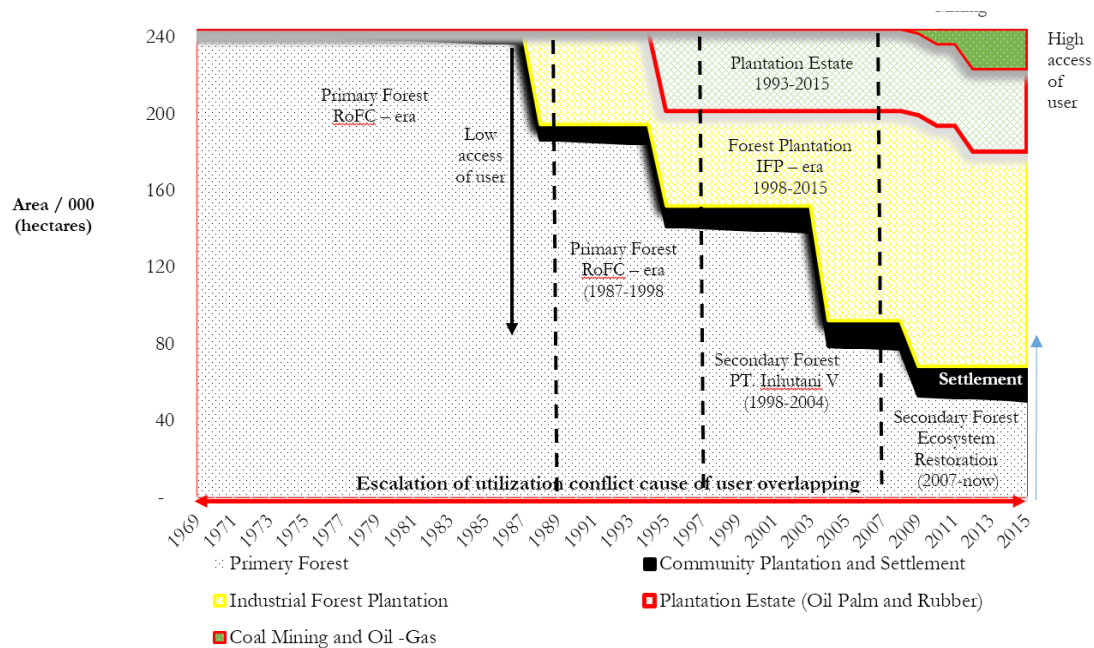 240
200
160
120
80
40
-
Area / 000
(hectares)
Primary Forest
RoFC – era
Low
access
of user
Primary Forest
RoFC – era
(1987-1998
Plantation Estate
1993-2015
Forest Plantation
IFP – era
1998-2015
Secondary Forest
PT. Inhutani V
(1998-2004)
Settlement
Secondary Forest
Ecosystem
Restoration
(2007-now)
High
access
of
user
Escalation of utilization conflict cause of user overlapping
1969 1971 1973 1975 1977 1979 1981 1983 1985 1987 1989 1991 1993 1995 1997 1999 2001 2003 2005 2007 2009 2011 2013 2015
Primery Forest
Community Plantation and Settlement
Industrial Forest Plantation
Plantation Estate (Oil Palm and Rubber)
Coal Mining and Oil -Gas